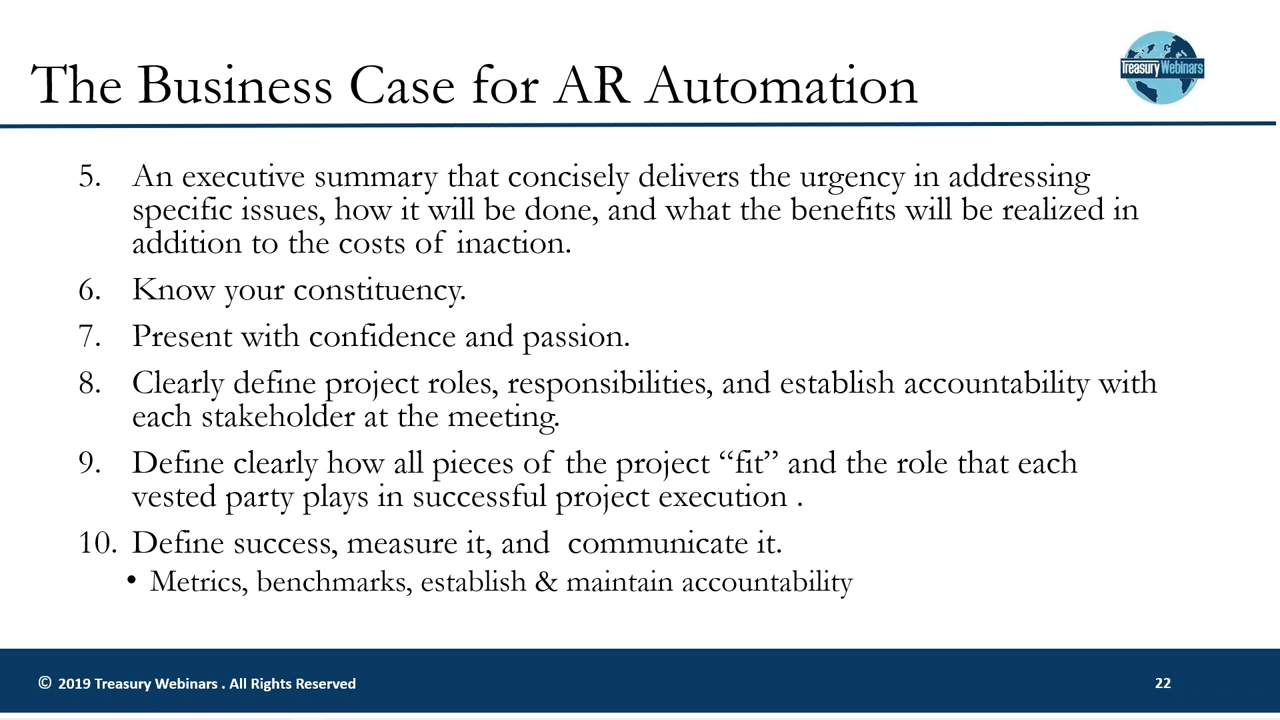 The Business Case for AR Automation
Treasury Webinars
5. An executive summary that concisely delivers the urgency in addressing
specific issues, how it will be done, and what the benefits will be realized in
addition to the costs of inaction.
6. Know your constituency.
7. Present with confidence and passion.
8. Clearly define project roles, responsibilities, and establish accountability with
each stakeholder at the meeting.
9. Define clearly how all pieces of the project “fit” and the role that each
vested party plays in successful project execution .
10. Define success, measure it, and  communicate it.
• Metrics, benchmarks, establish & maintain accountability
© 2019 Treasury Webinars . All Rights Reserved
22